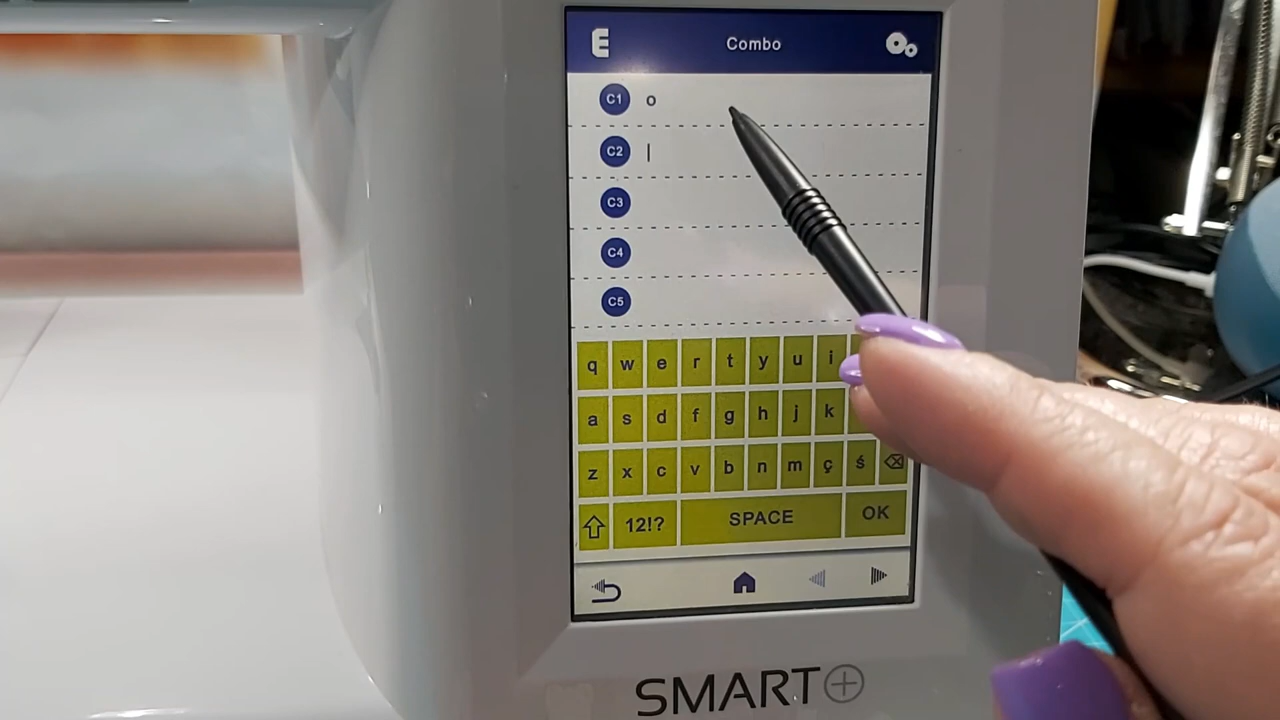 E Combo
C1 o
C2
C3
C4
C5
q w e r t y u i
a s d f g h j k
z x c v b n m ç ś
12!? SPACE OK
SMART+